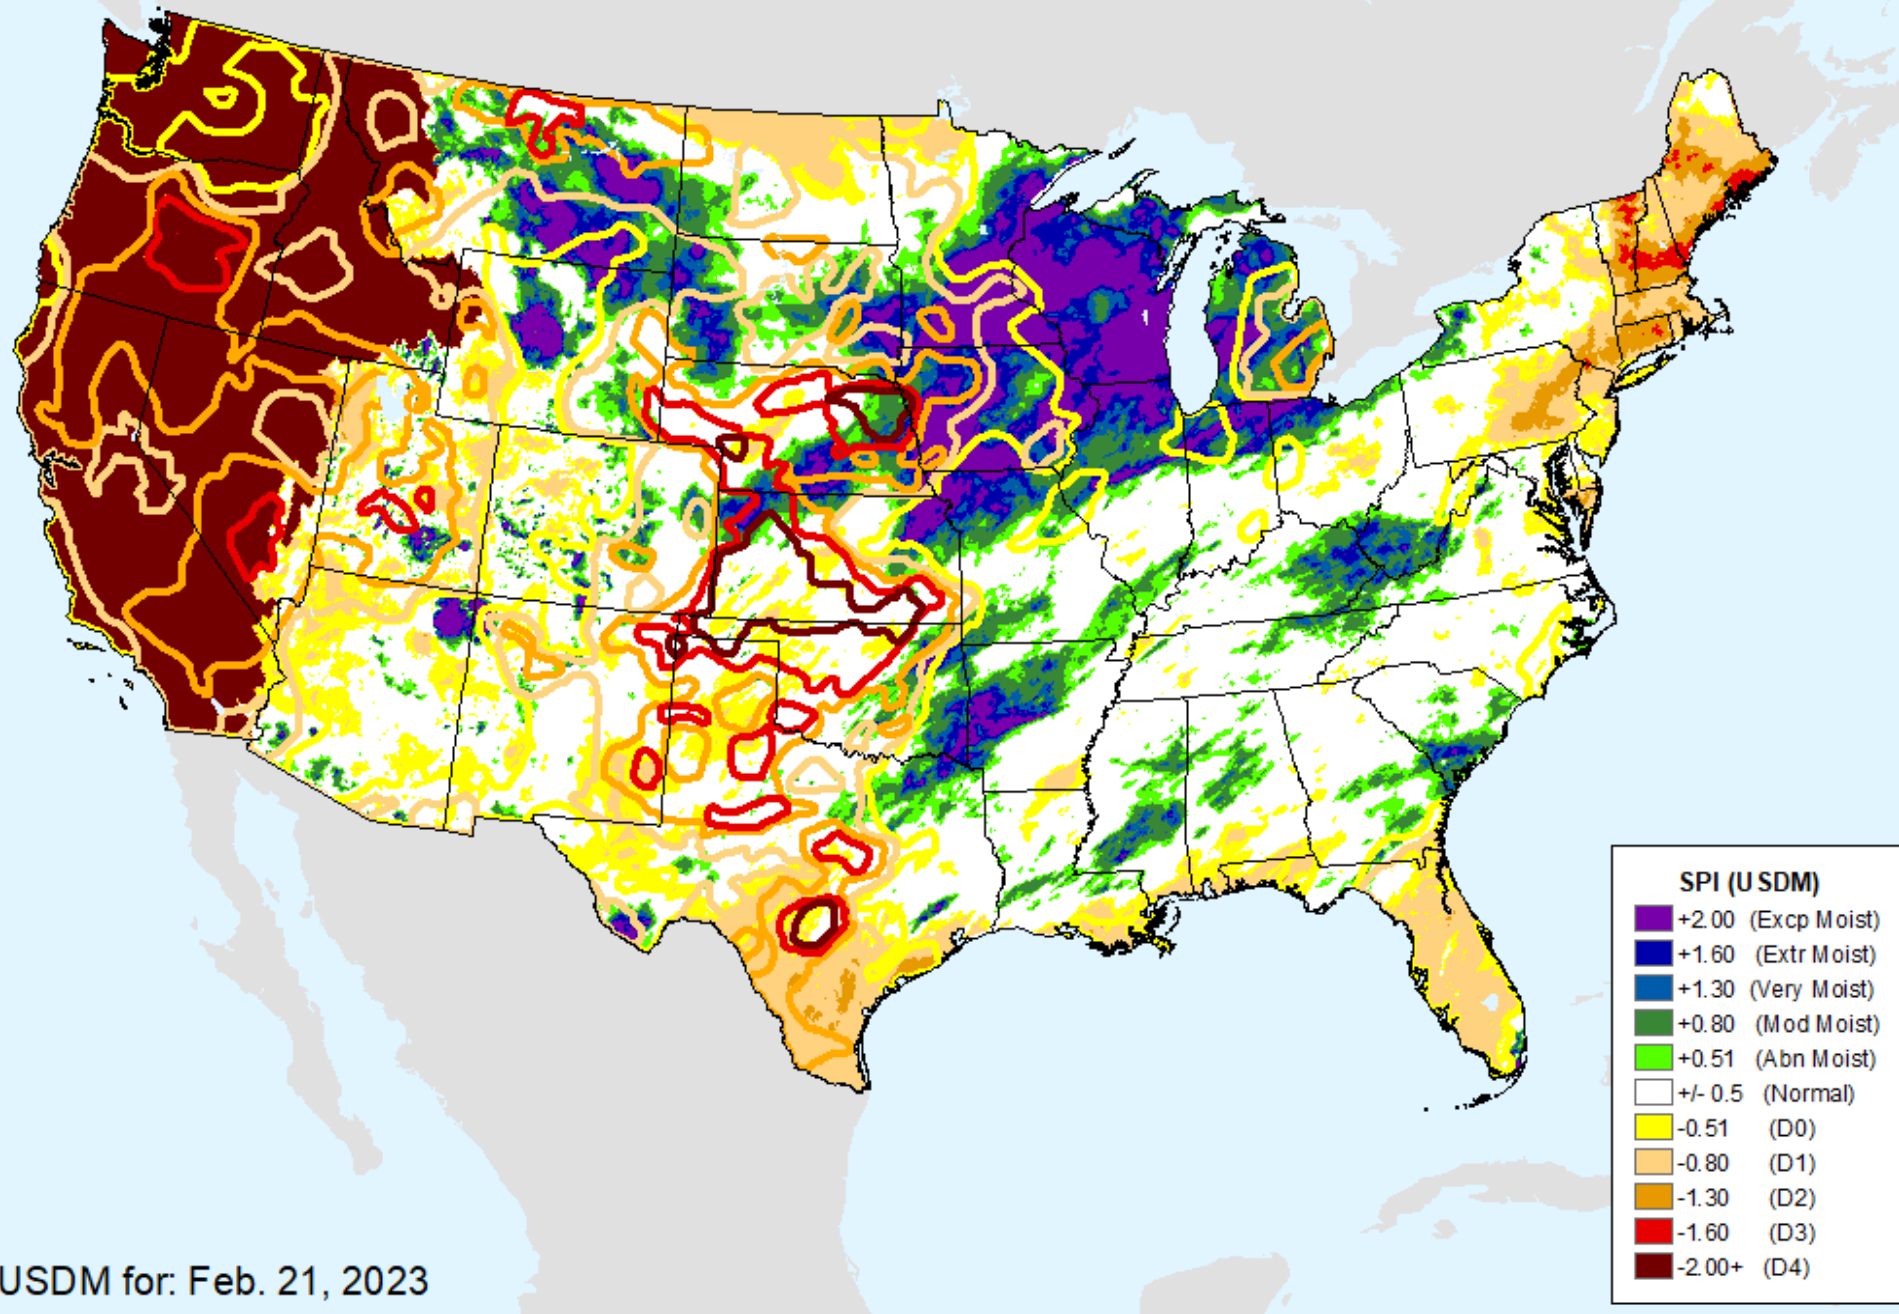 SPI (USDM)
+2.00 (Excp Moist)
+1.60 (Extr Moist)
+1.30 (Very Moist)
+0.80 (Mod Moist)
+0.51 (Abn Moist)
+/- 0.5 (Normal)
-0.51 (D0)
-0.80 (D1)
-1.30 (D2)
-1.60 (D3)
-2.00+ (D4)
USDM for: Feb. 21, 2023